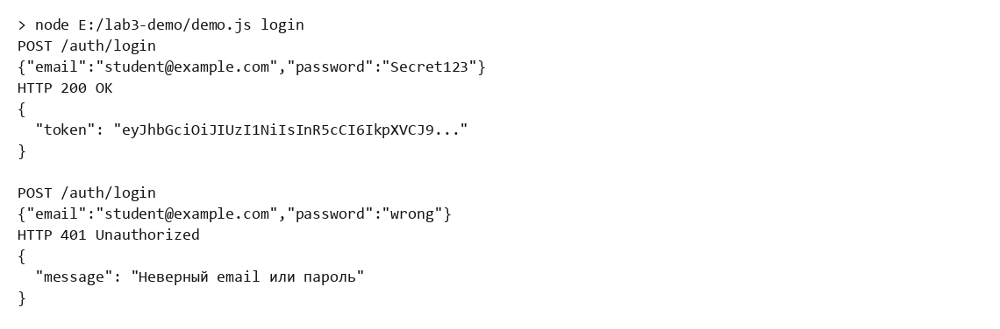 > node E:/lab3-demo/demo.js login
POST /auth/login
{"email":"student@example.com","password":"Secret123"}
HTTP 200 OK
{
  "token": "eyJhbGciOiJIUzI1NiIsInR5cCI6IkpXVCJ9..."
}

POST /auth/login
{"email":"student@example.com","password":"wrong"}
HTTP 401 Unauthorized
{
  "message": "Неверный email или пароль"
}